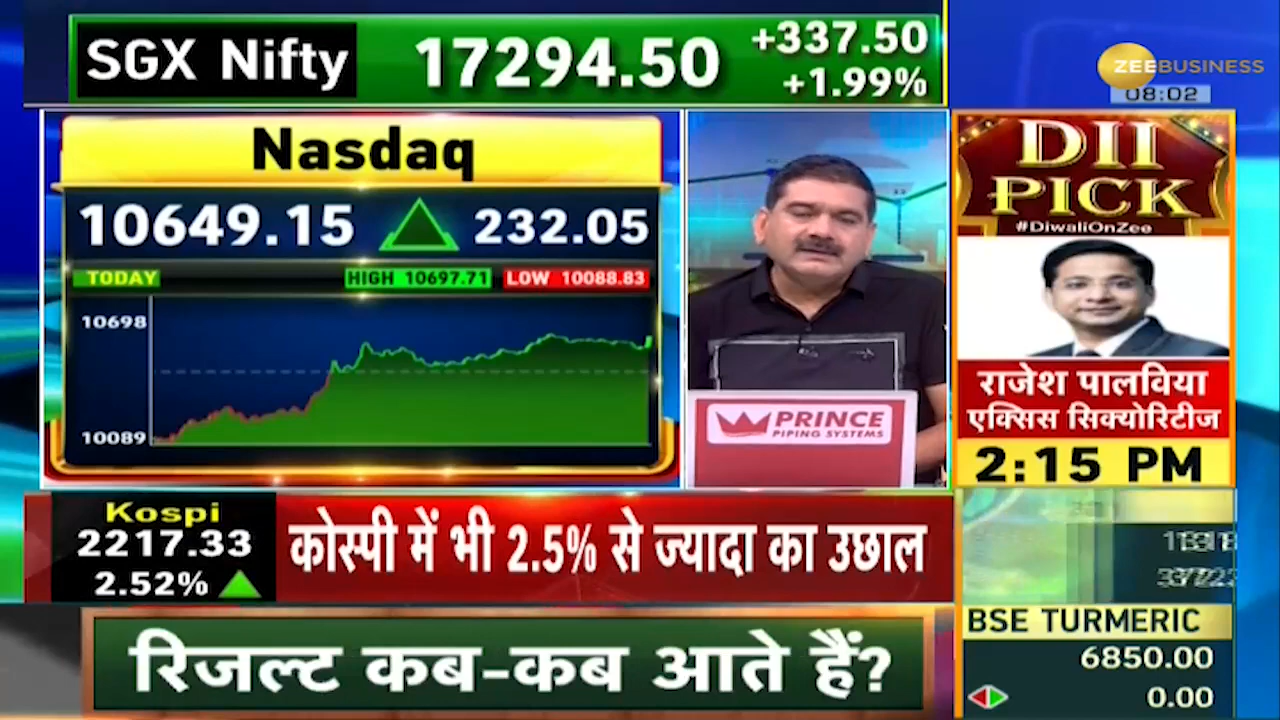 SGX Nifty
17294.50
+337.50
+1.99%
ZEEBUSINESS
08:02
Nasdaq
10649.15
232.05
TODAY
HIGH 10697.71
LOW 10088.83
10698
10089
PRINCE
PIPING SYSTEMS
DII
PICK
#DiwaliOnZee
राजेश पालविया
एक्सिस सिक्योरिटीज
2:15 PM
Kospi
2217.33
2.52%
कोस्पी में भी 2.5% से ज्यादा का उछाल
रिजल्ट कब-कब आते हैं?
BSE TURMERIC
6850.00
0.00